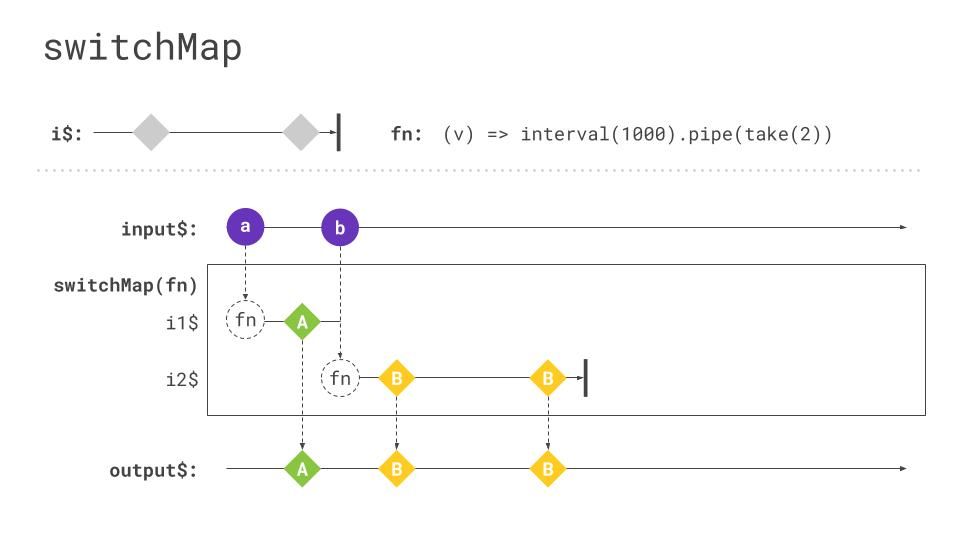 switchMap
i$: fn: (v) => interval(1000).pipe(take(2))
input$: a b
switchMap(fn)
i1$ fn A
i2$ fn B B
output$: A B B